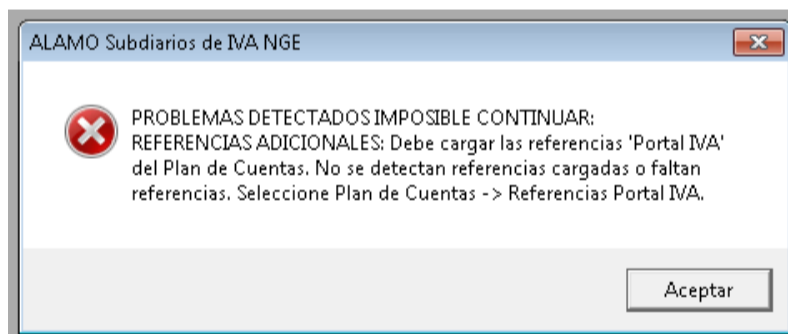 ALAMO Subdiarios de IVA NGE
PROBLEMAS DETECTADOS IMPOSIBLE CONTINUAR:
REFERENCIAS ADICIONALES: Debe cargar las referencias 'Portal IVA'
del Plan de Cuentas. No se detectan referencias cargadas o faltan
referencias. Seleccione Plan de Cuentas -> Referencias Portal IVA.
Aceptar